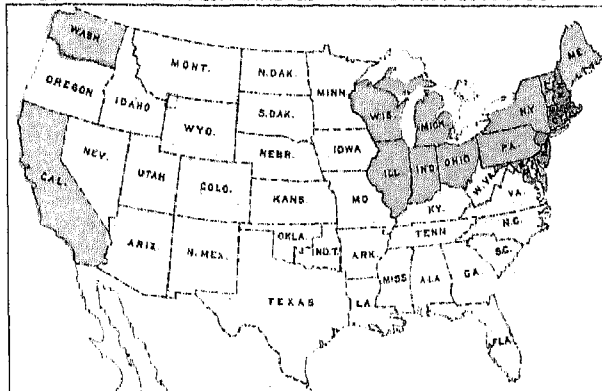 WASH.
ME.
MONT.
N.DAK.
MINN.
OREGON
IDAHO
S.DAK.
WIS.
MICH.
N.Y.
WYO.
NEBR.
IOWA
PA.
NEV.
UTAH
COLO.
ILL.
IND.
OHIO
CAL.
KANS.
MO.
W.VA.
VA.
KY.
ARIZ.
N.MEX.
OKLA.
IND.T.
ARK.
TENN.
N.C.
S.C.
MISS.
ALA.
GA.
TEXAS
LA.
FLA.